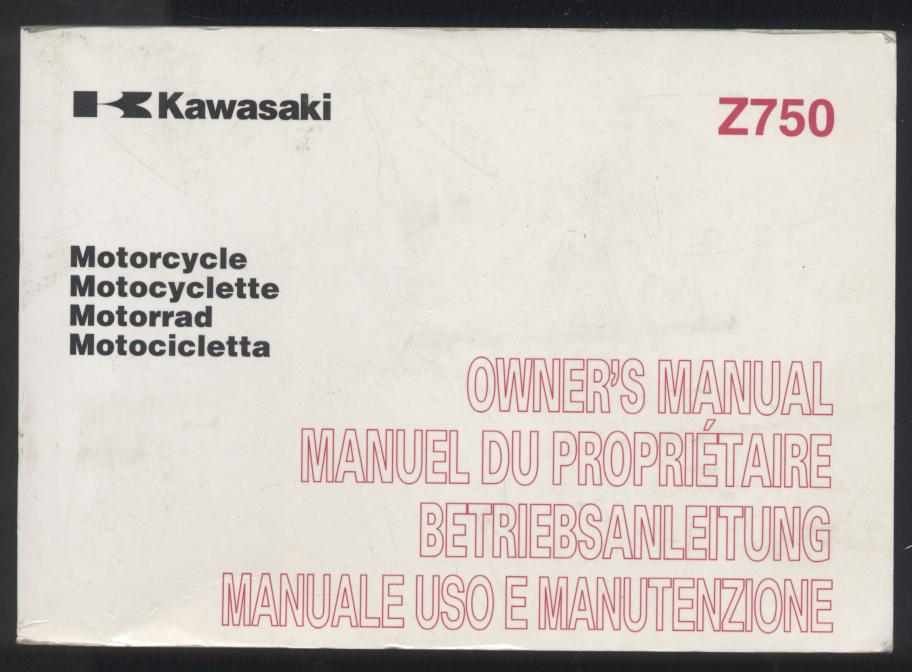 Kawasaki
Z750
Motorcycle
Motocyclette
Motorrad
Motocicletta
OWNER'S MANUAL
MANUEL DU PROPRIÉTAIRE
BETRIEBSANLEITUNG
MANUALE USO E MANUTENZIONE